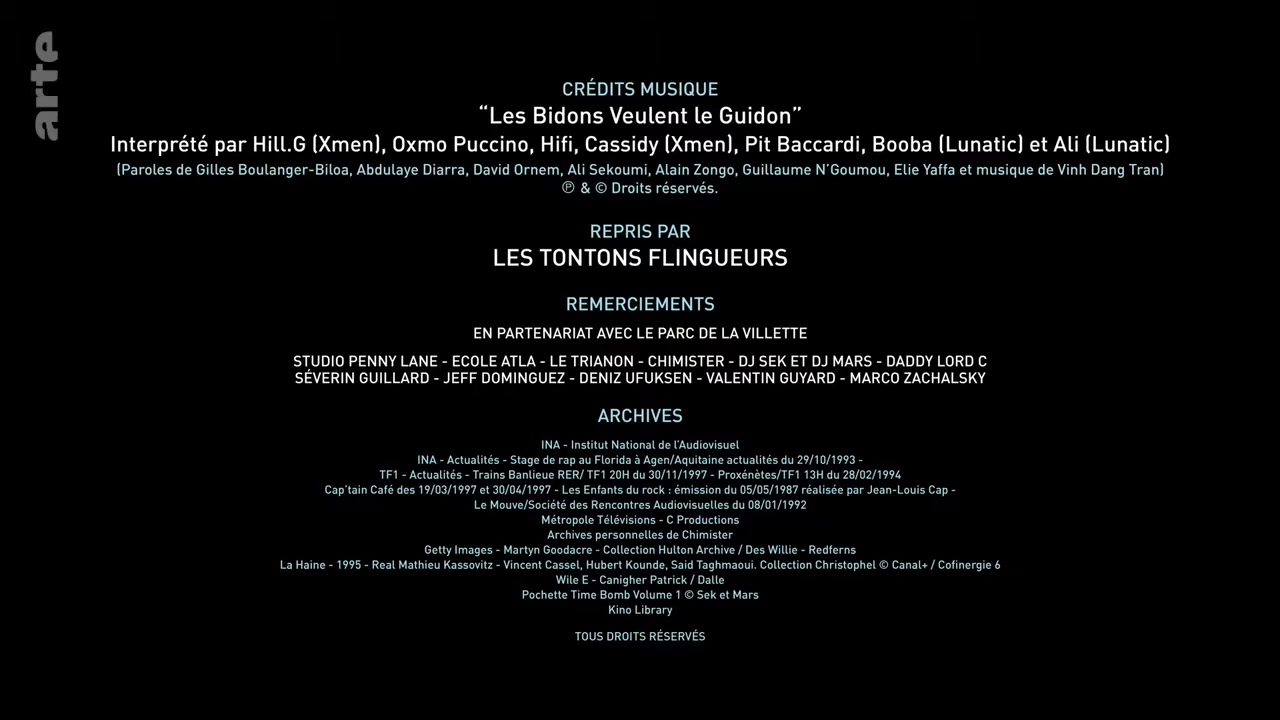 arte
CRÉDITS MUSIQUE
“Les Bidons Veulent le Guidon”
Interprété par Hill.G (Xmen), Oxmo Puccino, Hifi, Cassidy (Xmen), Pit Baccardi, Booba (Lunatic) et Ali (Lunatic)
(Paroles de Gilles Boulanger-Biloa, Abdulaye Diarra, David Ornem, Ali Sekoumi, Alain Zongo, Guillaume N’Goumou, Elie Yaffa et musique de Vinh Dang Tran)
℗ & © Droits réservés.
REPRIS PAR
LES TONTONS FLINGUEURS
REMERCIEMENTS
EN PARTENARIAT AVEC LE PARC DE LA VILLETTE
STUDIO PENNY LANE - ECOLE ATLA - LE TRIANON - CHIMISTER - DJ SEK ET DJ MARS - DADDY LORD C
SÉVERIN GUILLARD - JEFF DOMINGUEZ - DENIZ UFUKSEN - VALENTIN GUYARD - MARCO ZACHALSKY
ARCHIVES
INA - Institut National de l’Audiovisuel
INA - Actualités - Stage de rap au Florida à Agen/Aquitaine actualités du 29/10/1993 -
TF1 - Actualités - Trains Banlieue RER/ TF1 20H du 30/11/1997 - Proxénètes/TF1 13H du 28/02/1994
Cap’tain Café des 19/03/1997 et 30/04/1997 - Les Enfants du rock : émission du 05/05/1987 réalisée par Jean-Louis Cap -
Le Mouve/Société des Rencontres Audiovisuelles du 08/01/1992
Métropole Télévisions - C Productions
Archives personnelles de Chimister
Getty Images - Martyn Goodacre - Collection Hulton Archive / Des Willie - Redferns
La Haine - 1995 - Real Mathieu Kassovitz - Vincent Cassel, Hubert Kounde, Said Taghmaoui. Collection Christophel © Canal+ / Cofinergie 6
Wile E - Canigher Patrick / Dalle
Pochette Time Bomb Volume 1 © Sek et Mars
Kino Library
TOUS DROITS RÉSERVÉS